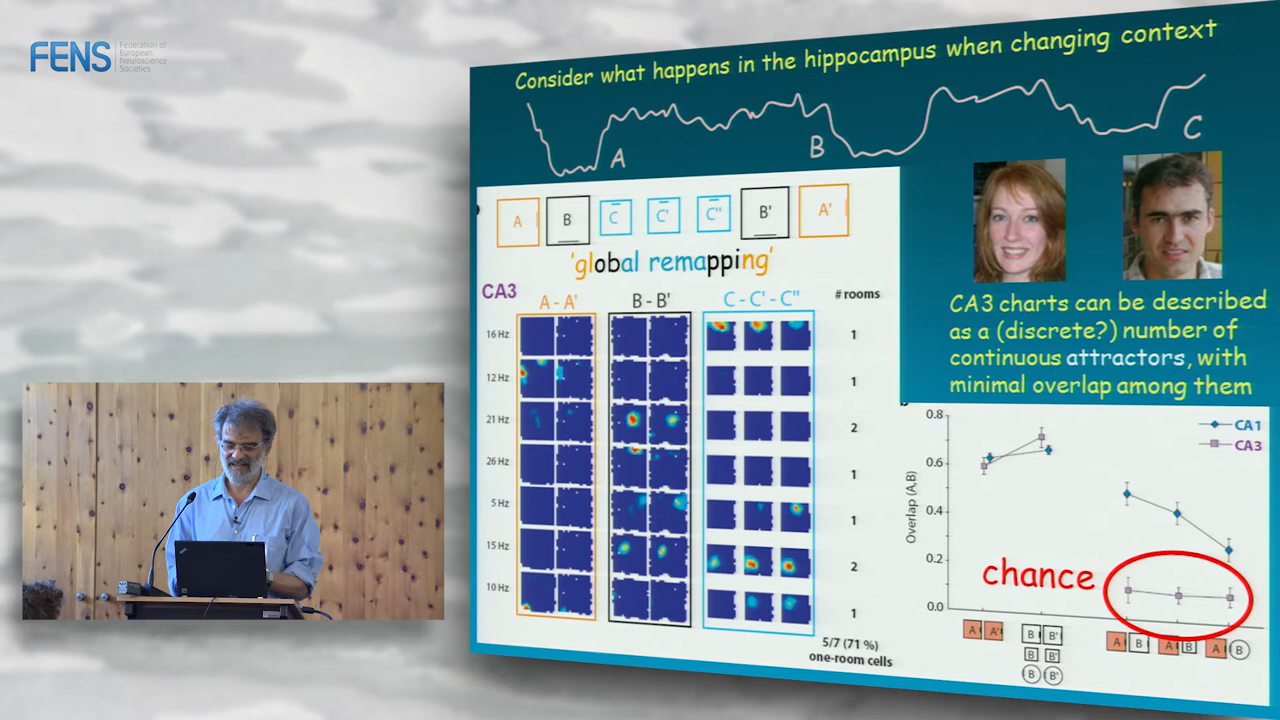 FENS
Federation of
European
Neuroscience
Societies
Consider what happens in the hippocampus when changing context
A
B
C
A B C C' C'' B' A'
'global remapping'
CA3
A - A' B - B' C - C' - C'' # rooms
16 Hz 1
12 Hz 1
21 Hz 2
26 Hz 1
5 Hz 1
15 Hz 2
10 Hz 1
5/7 (71 %)
one-room cells
CA3 charts can be described
as a (discrete?) number of
continuous attractors, with
minimal overlap among them
0.8
0.6
0.4
0.2
0.0
Overlap (A,B)
CA1
CA3
chance
A A' B B' A B A B A B
B B'
B B'